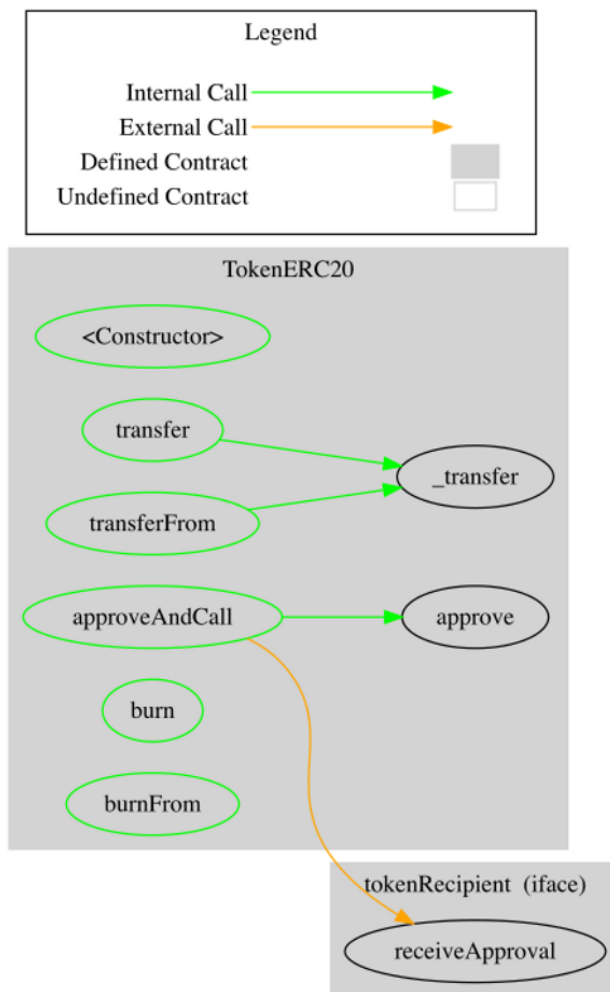 Legend
Internal Call
External Call
Defined Contract
Undefined Contract
TokenERC20
<Constructor>
transfer
_transfer
transferFrom
approveAndCall
approve
burn
burnFrom
tokenRecipient (iface)
receiveApproval